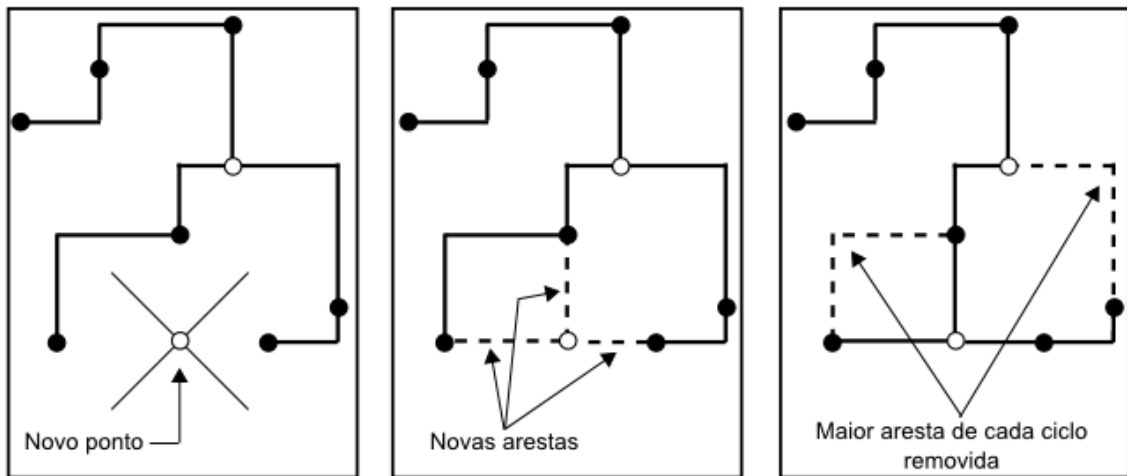 Novo ponto
Novas arestas
Maior aresta de cada ciclo
removida